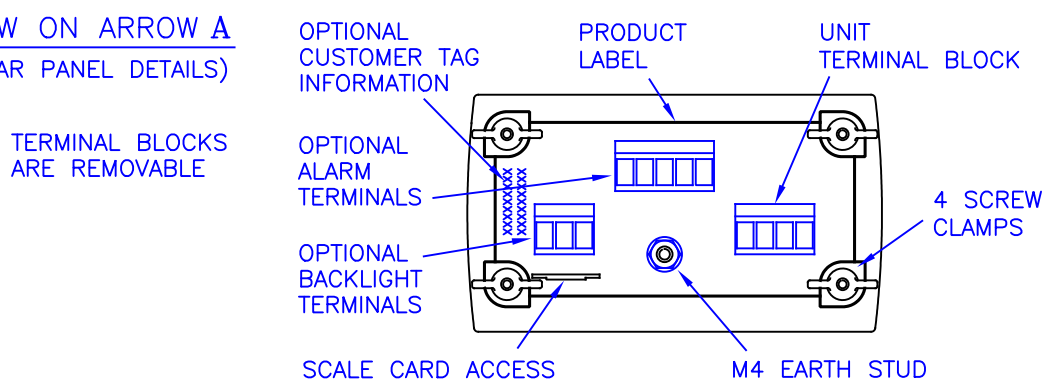 W ON ARROW A
AR PANEL DETAILS)
TERMINAL BLOCKS
ARE REMOVABLE
OPTIONAL
CUSTOMER TAG
INFORMATION
OPTIONAL
ALARM
TERMINALS
OPTIONAL
BACKLIGHT
TERMINALS
SCALE CARD ACCESS
PRODUCT
LABEL
UNIT
TERMINAL BLOCK
4 SCREW
CLAMPS
M4 EARTH STUD